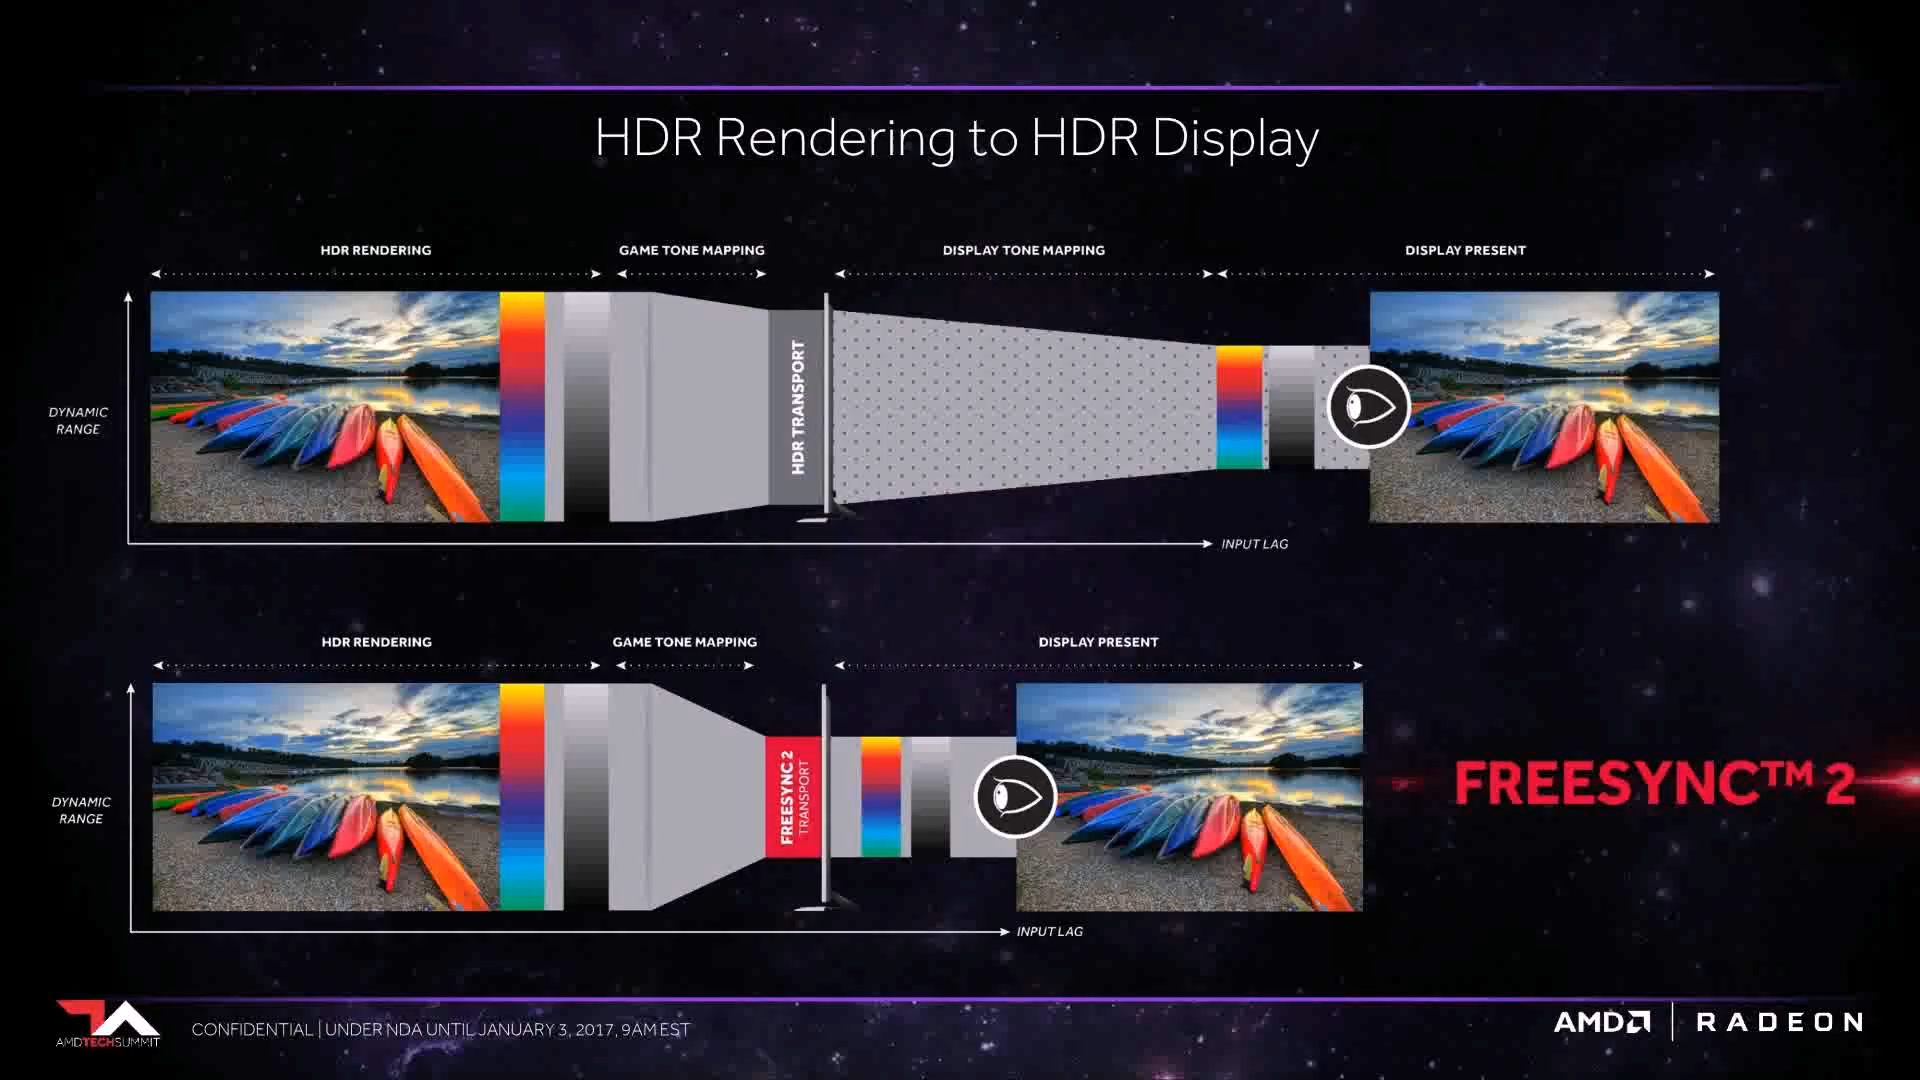 HDR Rendering to HDR Display
HDR RENDERING
GAME TONE MAPPING
DISPLAY TONE MAPPING
DISPLAY PRESENT
DYNAMIC
RANGE
HDR TRANSPORT
INPUT LAG
HDR RENDERING
GAME TONE MAPPING
DISPLAY PRESENT
DYNAMIC
RANGE
FREESYNC 2
TRANSPORT
FREESYNC™ 2
INPUT LAG
AMDTECHSUMMIT
CONFIDENTIAL | UNDER NDA UNTIL JANUARY 3, 2017, 9AM EST
AMD
RADEON